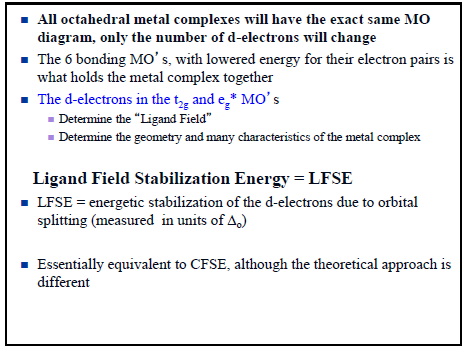 All octahedral metal complexes will have the exact same MO
diagram, only the number of d-electrons will change
The 6 bonding MO's, with lowered energy for their electron pairs is
what holds the metal complex together
The d-electrons in the t2g and eg* MO's
Determine the “Ligand Field”
Determine the geometry and many characteristics of the metal complex
Ligand Field Stabilization Energy = LFSE
LFSE = energetic stabilization of the d-electrons due to orbital
splitting (measured in units of Δo)
Essentially equivalent to CFSE, although the theoretical approach is
different